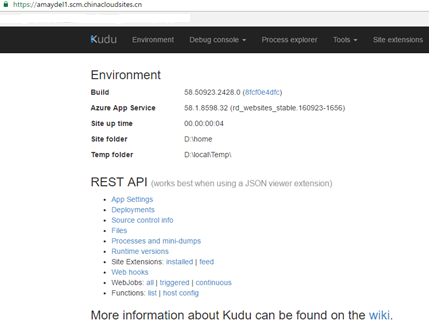 https://amaydel1.scm.chinacloudsites.cn
Kudu Environment Debug console Process explorer Tools Site extensions
Environment
Build 58.50923.2428.0 (8fcf0e4dfc)
Azure App Service 58.1.8598.32 (rd_websites_stable.160923-1656)
Site up time 00.00:00:04
Site folder D:\home
Temp folder D:\local\Temp\
REST API (works best when using a JSON viewer extension)
App Settings
Deployments
Source control info
Files
Processes and mini-dumps
Runtime versions
Site Extensions: installed | feed
Web hooks
WebJobs: all | triggered | continuous
Functions: list | host config
More information about Kudu can be found on the wiki.